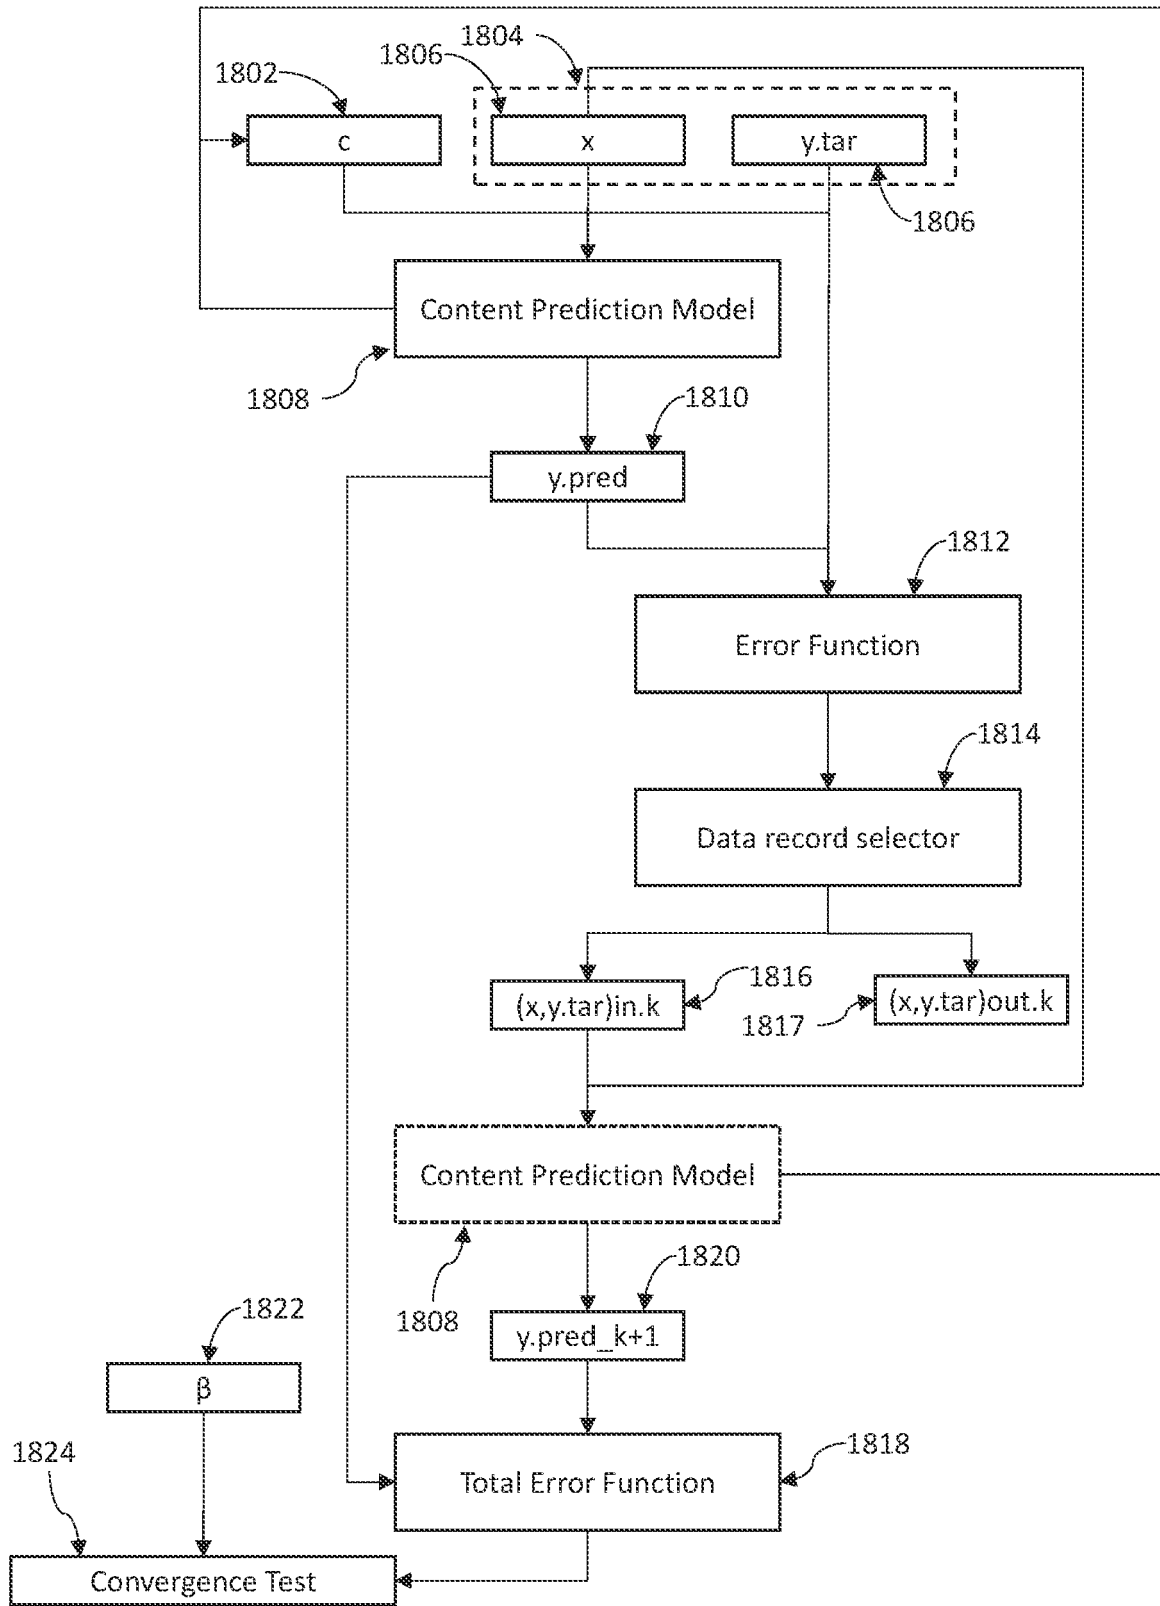 1804
1806
1802
c
x
y.tar
1806
Content Prediction Model
1808
1810
y.pred
1812
Error Function
1814
Data record selector
1816
(x,y.tar)in.k
(x,y.tar)out.k
1817
Content Prediction Model
1820
1808
1822
y.pred_k+1
β
1824
1818
Total Error Function
Convergence Test